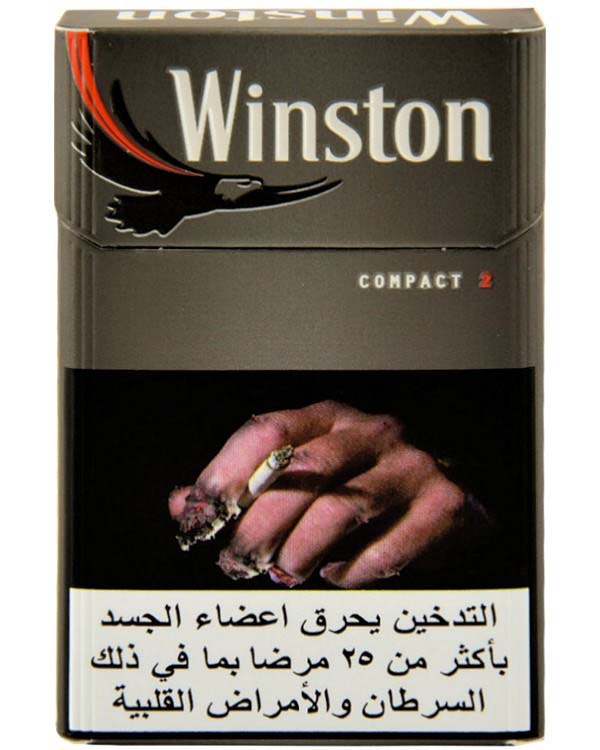 Winston
Winston
COMPACT 2
التدخين يحرق اعضاء الجسد
بأكثر من ٢٥ مرضا بما في ذلك
السرطان والأمراض القلبية